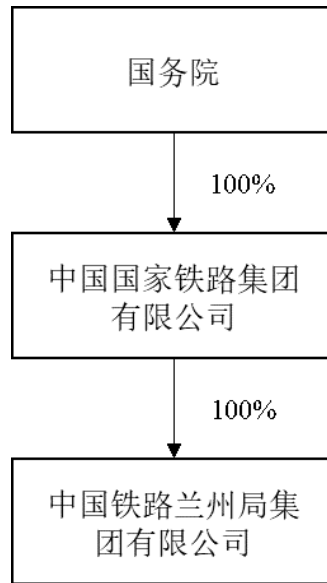 国务院
100%
中国国家铁路集团
有限公司
100%
中国铁路兰州局集
团有限公司